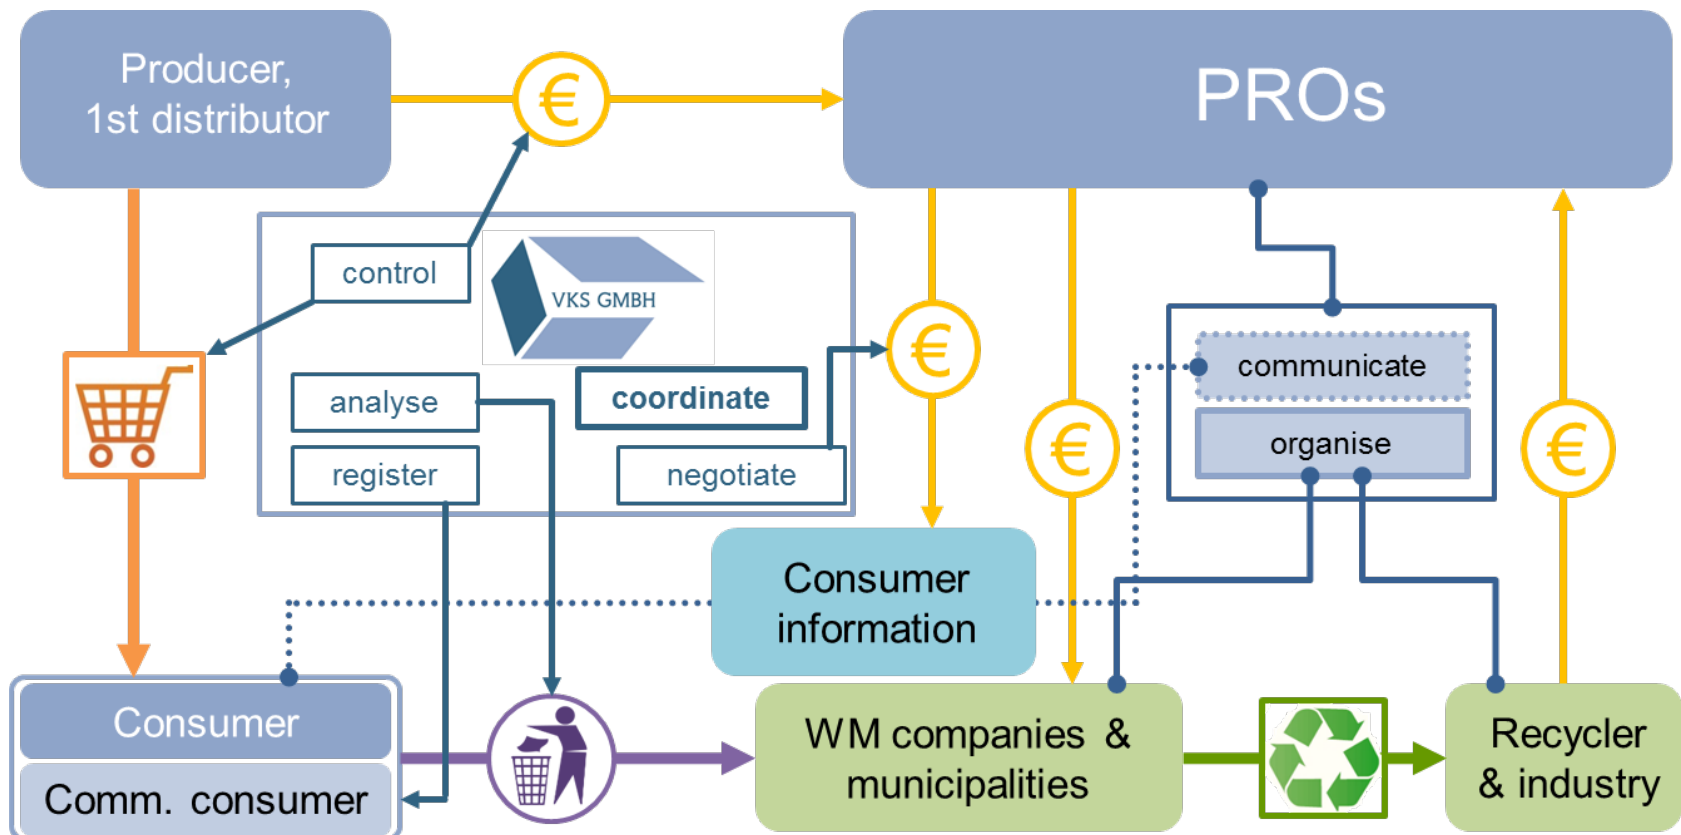 Producer,
1st distributor
€
PROs
control
VKS GMBH
€
communicate
analyse
coordinate
organise
€
€
register
negotiate
Consumer
information
Consumer
WM companies &
municipalities
Recycler
& industry
Comm. consumer